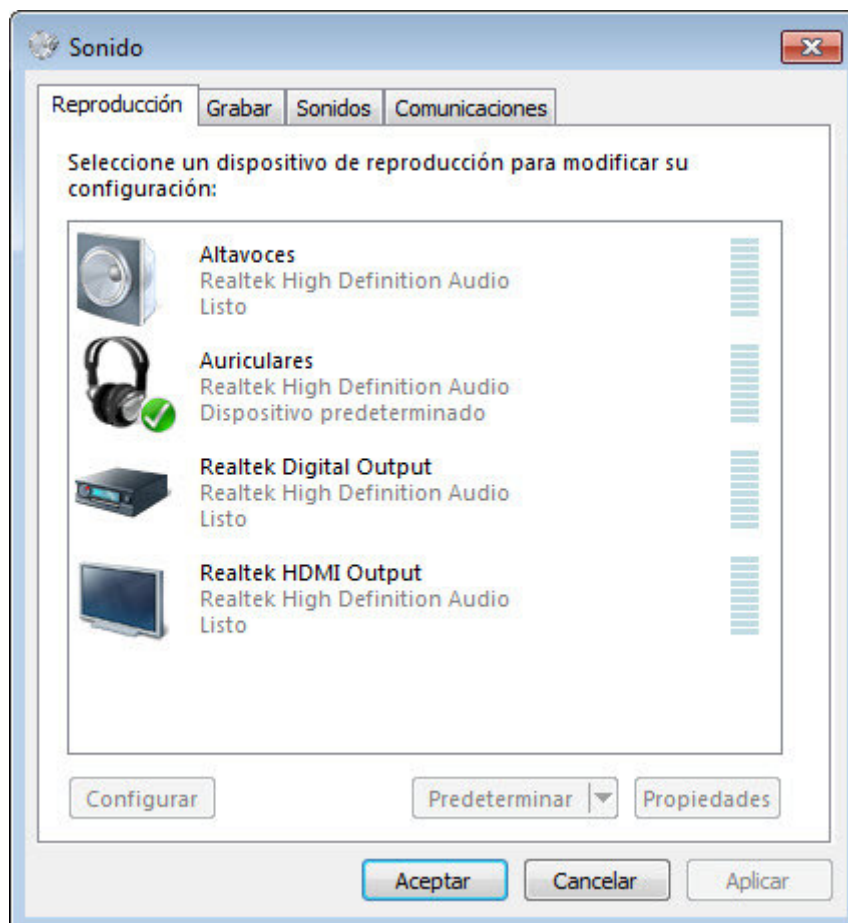 Sonido
Reproducción
Grabar
Sonidos
Comunicaciones
Seleccione un dispositivo de reproducción para modificar su
configuración:
Altavoces
Realtek High Definition Audio
Listo
Auriculares
Realtek High Definition Audio
Dispositivo predeterminado
Realtek Digital Output
Realtek High Definition Audio
Listo
Realtek HDMI Output
Realtek High Definition Audio
Listo
Configurar
Predeterminar
Propiedades
Aceptar
Cancelar
Aplicar